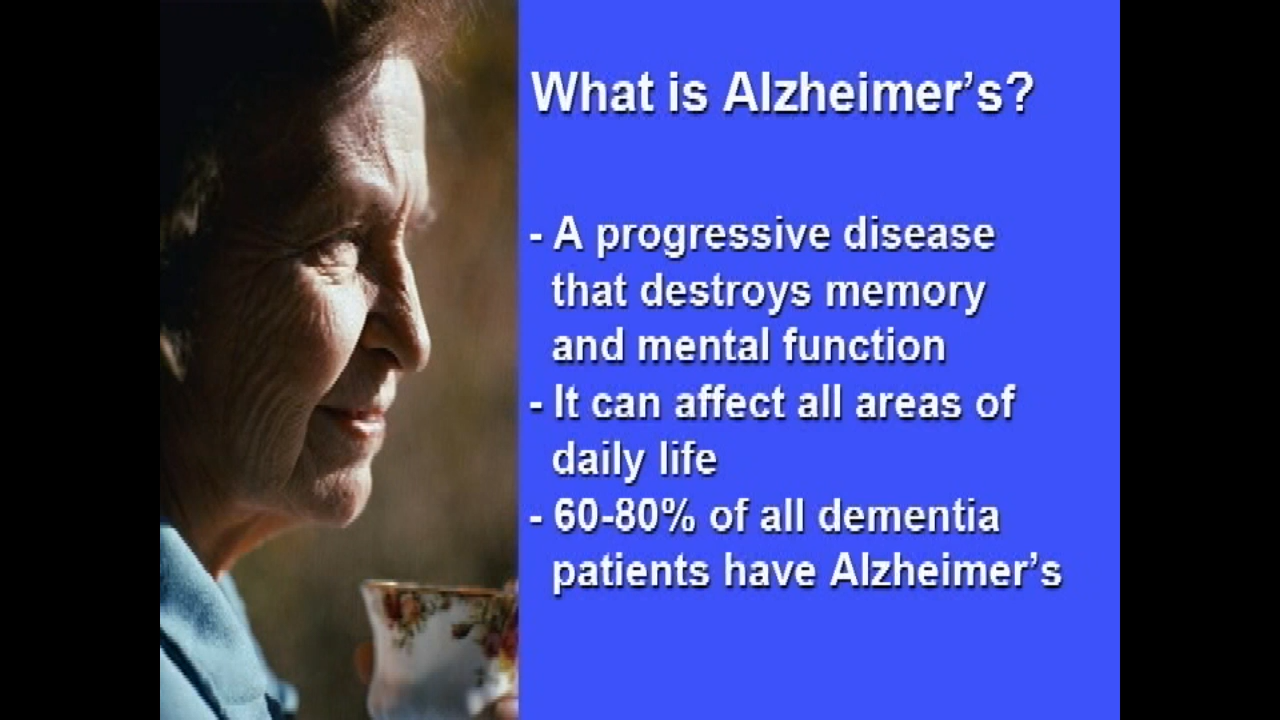 What is Alzheimer’s?
- A progressive disease
that destroys memory
and mental function
- It can affect all areas of
daily life
- 60-80% of all dementia
patients have Alzheimer’s